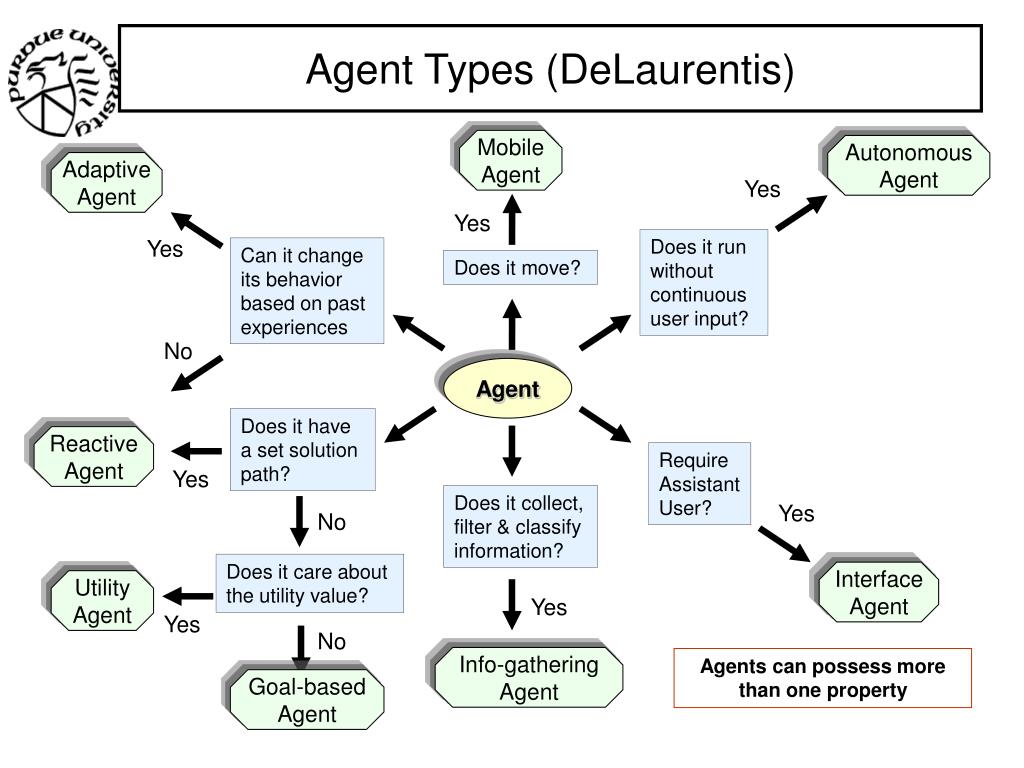 PURDUE UNIVERSITY
Agent Types (DeLaurentis)
Adaptive
Agent
Mobile
Agent
Autonomous
Agent
Yes
Yes
Yes
Can it change
its behavior
based on past
experiences
Does it move?
Does it run
without
continuous
user input?
No
Agent
Reactive
Agent
Yes
Does it have
a set solution
path?
Require
Assistant
User?
Yes
No
Does it collect,
filter & classify
information?
Utility
Agent
Yes
Does it care about
the utility value?
Yes
Interface
Agent
No
Goal-based
Agent
Info-gathering
Agent
Agents can possess more
than one property